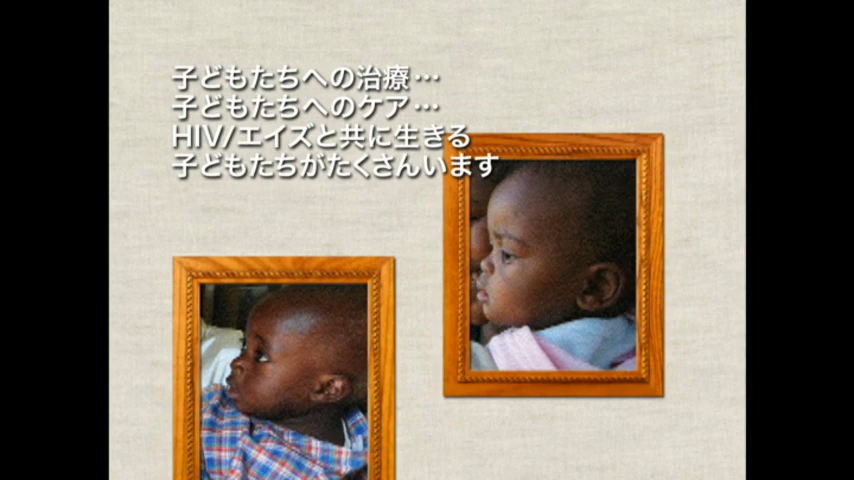 子どもたちへの治療…
子どもたちへのケア…
HIV/エイズと共に生きる
子どもたちがたくさんいます